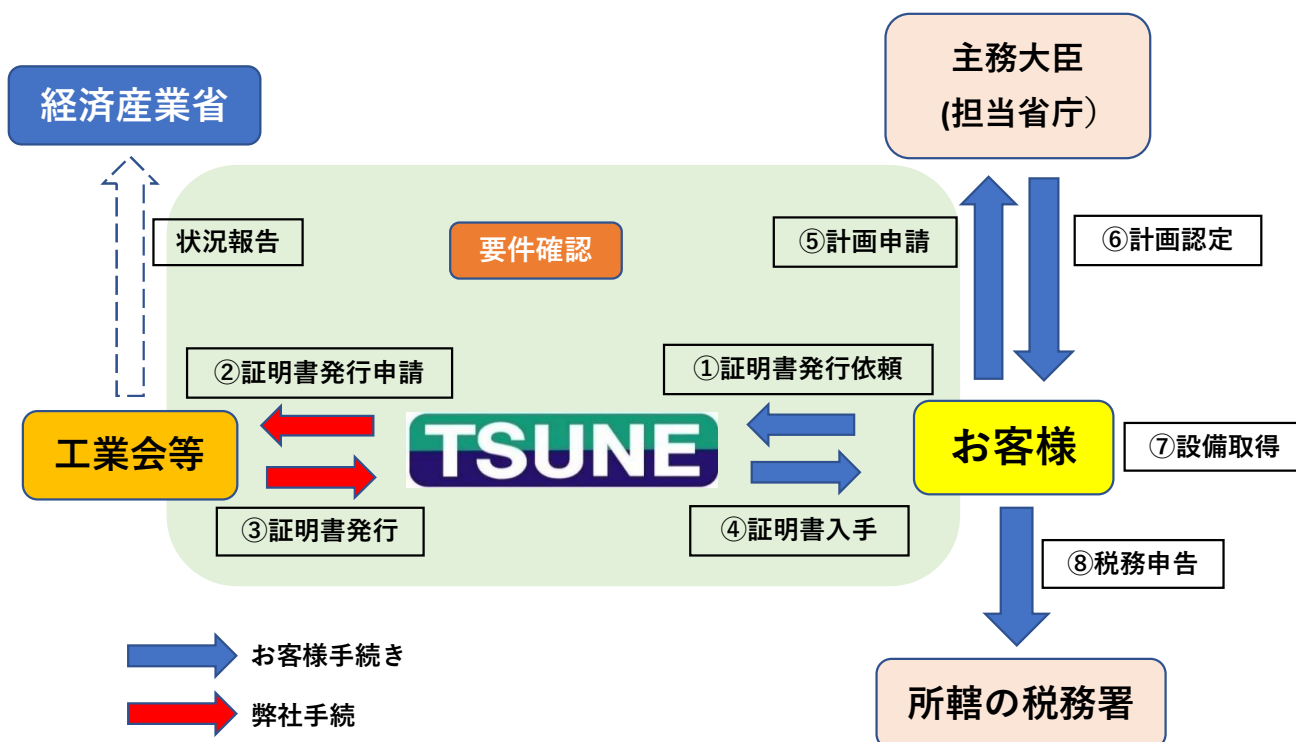 主務大臣
(担当省庁）
経済産業省
状況報告
要件確認
⑤計画申請
⑥計画認定
②証明書発行申請
①証明書発行依頼
工業会等
TSUNE
お客様
⑦設備取得
③証明書発行
④証明書入手
⑧税務申告
お客様手続き
弊社手続
所轄の税務署